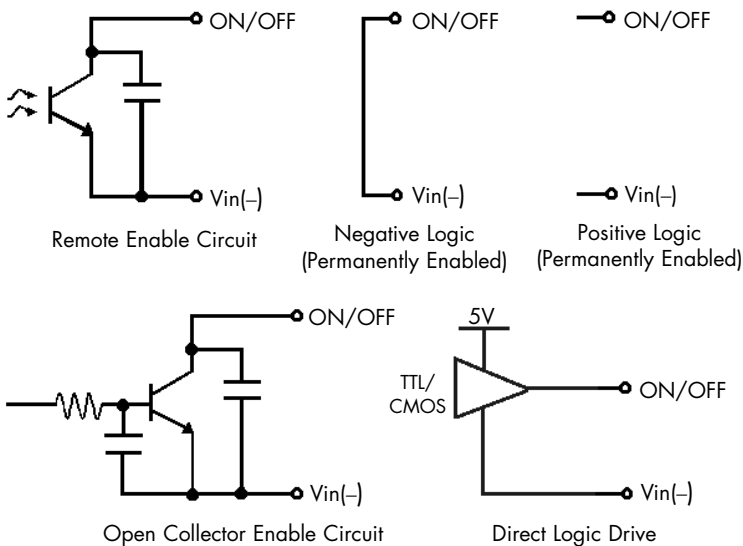 ON/OFF
Vin(–)
Remote Enable Circuit
ON/OFF
Vin(–)
Negative Logic
(Permanently Enabled)
ON/OFF
Vin(–)
Positive Logic
(Permanently Enabled)
ON/OFF
Vin(–)
Open Collector Enable Circuit
5V
TTL/
CMOS
ON/OFF
Vin(–)
Direct Logic Drive